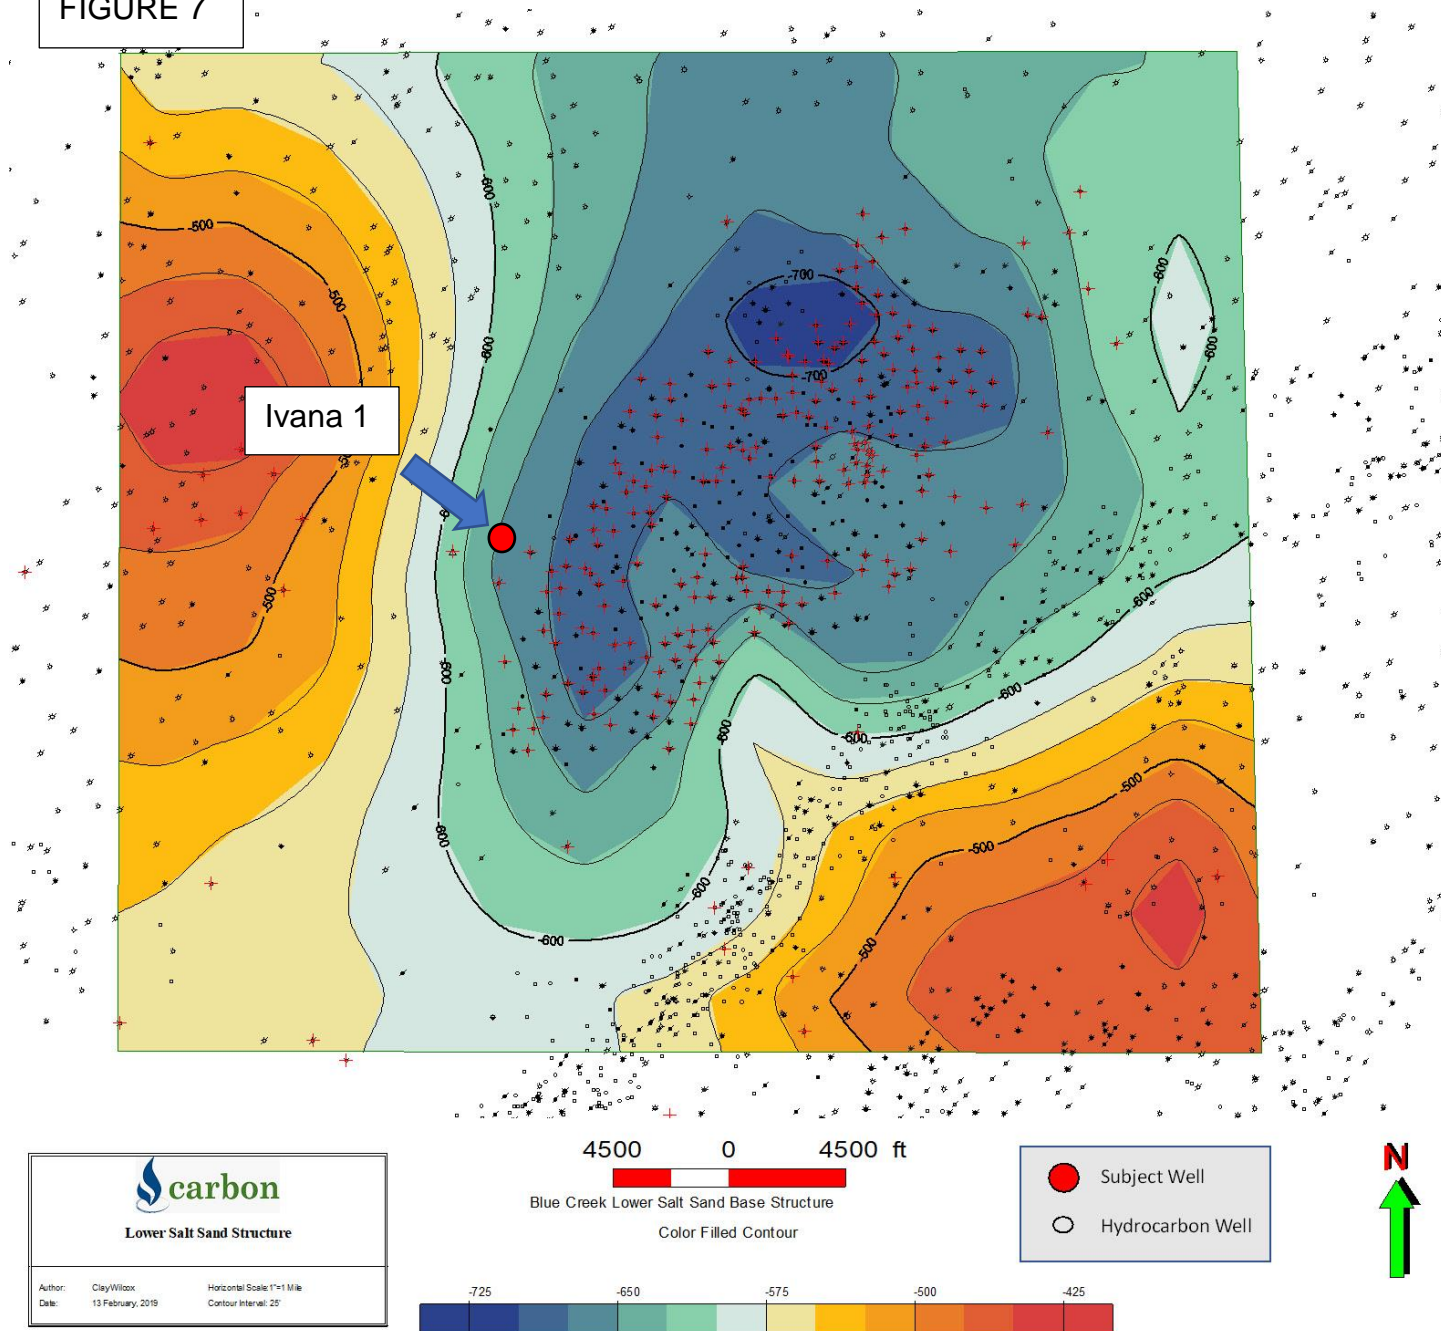 FIGURE 7
-600
-500
-700
-600
-500
-600
-600
-700
Ivana 1
-500
-600
-600
-600
-600
-500
-600
-500
-600
-600
-500
-600
4500 0 4500 ft
Blue Creek Lower Salt Sand Base Structure
Color Filled Contour
carbon
Lower Salt Sand Structure
Author: ClayWilcox Horizontal Scale: 1"=1 Mile
Date: 13 February, 2019 Contour Interval: 25'
Subject Well
Hydrocarbon Well
N
-725 -650 -575 -500 -425